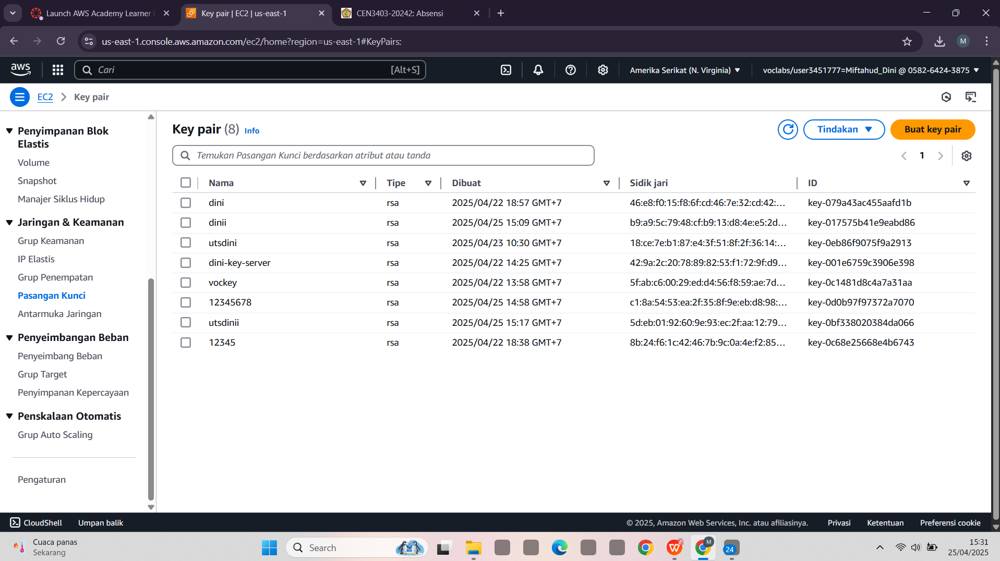 Launch AWS Academy Learner
Key pair | EC2 | us-east-1
CEN3403-20242: Absensi
us-east-1.console.aws.amazon.com/ec2/home?region=us-east-1#KeyPairs:
M
aws
Cari
[Alt+S]
Amerika Serikat (N. Virginia)
voclabs/user3451777=Miftahud_Dini @ 0582-6424-3875
EC2
Key pair
Penyimpanan Blok
Elastis
Volume
Snapshot
Manajer Siklus Hidup
Jaringan & Keamanan
Grup Keamanan
IP Elastis
Grup Penempatan
Pasangan Kunci
Antarmuka Jaringan
Penyeimbangan Beban
Penyeimbang Beban
Grup Target
Penyimpanan Kepercayaan
Penskalaan Otomatis
Grup Auto Scaling
Pengaturan
Key pair (8) Info
Tindakan
Buat key pair
Temukan Pasangan Kunci berdasarkan atribut atau tanda
1
Nama Tipe Dibuat Sidik jari ID
dini rsa 2025/04/22 18:57 GMT+7 46:e8:f0:15:f8:6f:cd:46:7e:32:cd:42:... key-079a43ac455aafd1b
dinii rsa 2025/04/25 15:09 GMT+7 b9:a9:5c:79:48:cf:b9:13:d8:4e:e5:2d... key-017575b41e9eabd86
utsdini rsa 2025/04/23 10:30 GMT+7 18:ce:7e:b1:87:e4:3f:51:8f:2f:36:14:... key-0eb86f9075f9a2913
dini-key-server rsa 2025/04/22 14:25 GMT+7 42:9a:2c:20:78:89:82:53:f1:72:9f:d9... key-001e6759c3906e398
vockey rsa 2025/04/22 13:58 GMT+7 5f:ab:c6:00:29:ed:d4:56:f8:59:ae:7d... key-0c1481d8c4a7a31aa
12345678 rsa 2025/04/25 14:58 GMT+7 c1:8a:54:53:ea:2f:35:8f:9e:eb:d8:98:... key-0d0b97f97372a7070
utsdinii rsa 2025/04/25 15:17 GMT+7 5d:eb:01:92:60:9e:93:ec:2f:aa:12:79... key-0bf338020384da066
12345 rsa 2025/04/22 18:38 GMT+7 8b:24:f6:1c:42:46:7b:9c:0a:4e:f2:85... key-0c68e25668e4b6743
CloudShell
Umpan balik
© 2025, Amazon Web Services, Inc. atau afiliasinya.
Privasi
Ketentuan
Preferensi cookie
Cuaca panas
Sekarang
Search
M
24
15:31
25/04/2025